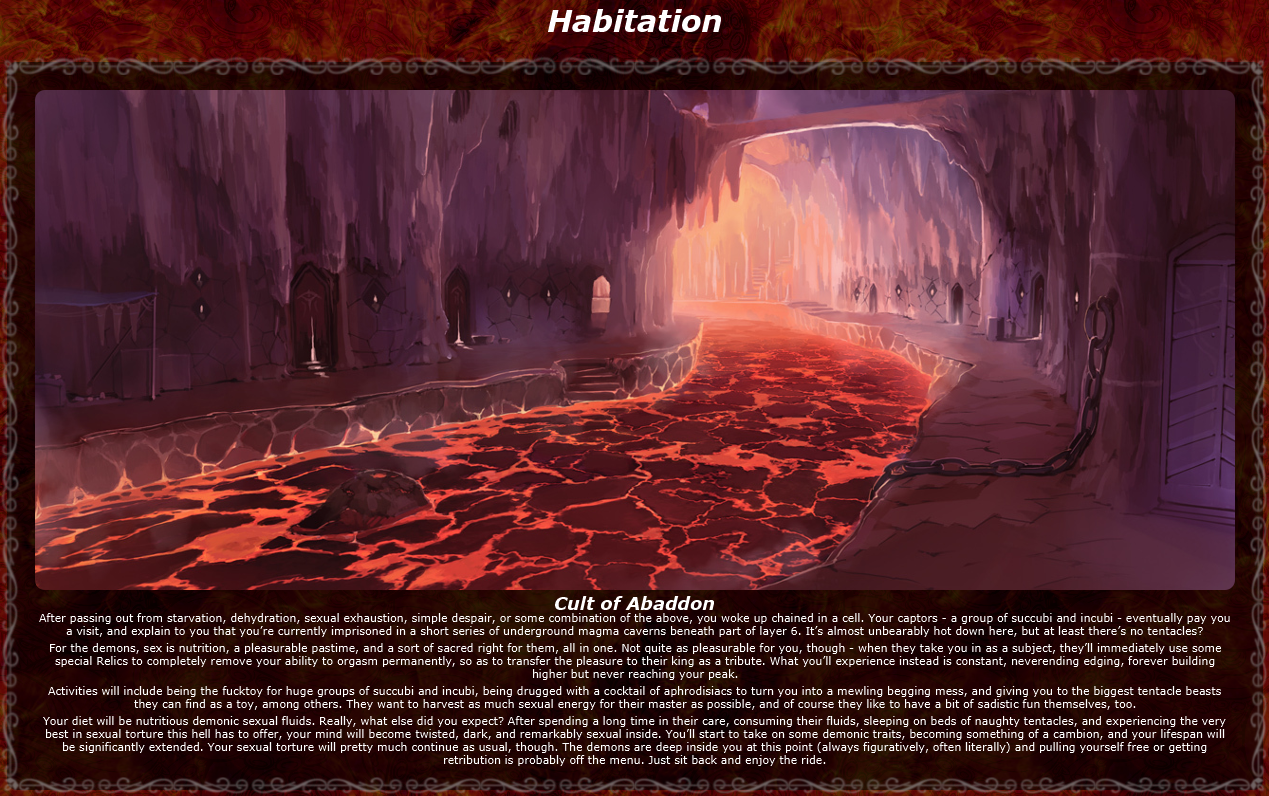 Habitation
Cult of Abaddon
After passing out from starvation, dehydration, sexual exhaustion, simple despair, or some combination of the above, you woke up chained in a cell. Your captors - a group of succubi and incubi - eventually pay you
a visit, and explain to you that you're currently imprisoned in a short series of underground magma caverns beneath part of layer 6. It's almost unbearably hot down here, but at least there's no tentacles?
For the demons, sex is nutrition, a pleasurable pastime, and a sort of sacred right for them, all in one. Not quite as pleasurable for you, though - when they take you in as a subject, they'll immediately use some
special Relics to completely remove your ability to orgasm permanently, so as to transfer the pleasure to their king as a tribute. What you'll experience instead is constant, neverending edging, forever building
higher but never reaching your peak.
Activities will include being the fucktoy for huge groups of succubi and incubi, being drugged with a cocktail of aphrodisiacs to turn you into a mewling begging mess, and giving you to the biggest tentacle beasts
they can find as a toy, among others. They want to harvest as much sexual energy for their master as possible, and of course they like to have a bit of sadistic fun themselves, too.
Your diet will be nutritious demonic sexual fluids. Really, what else did you expect? After spending a long time in their care, consuming their fluids, sleeping on beds of naughty tentacles, and experiencing the very
best in sexual torture this hell has to offer, your mind will become twisted, dark, and remarkably sexual inside. You'll start to take on some demonic traits, becoming something of a cambion, and your lifespan will
be significantly extended. Your sexual torture will pretty much continue as usual, though. The demons are deep inside you at this point (always figuratively, often literally) and pulling yourself free or getting
retribution is probably off the menu. Just sit back and enjoy the ride.